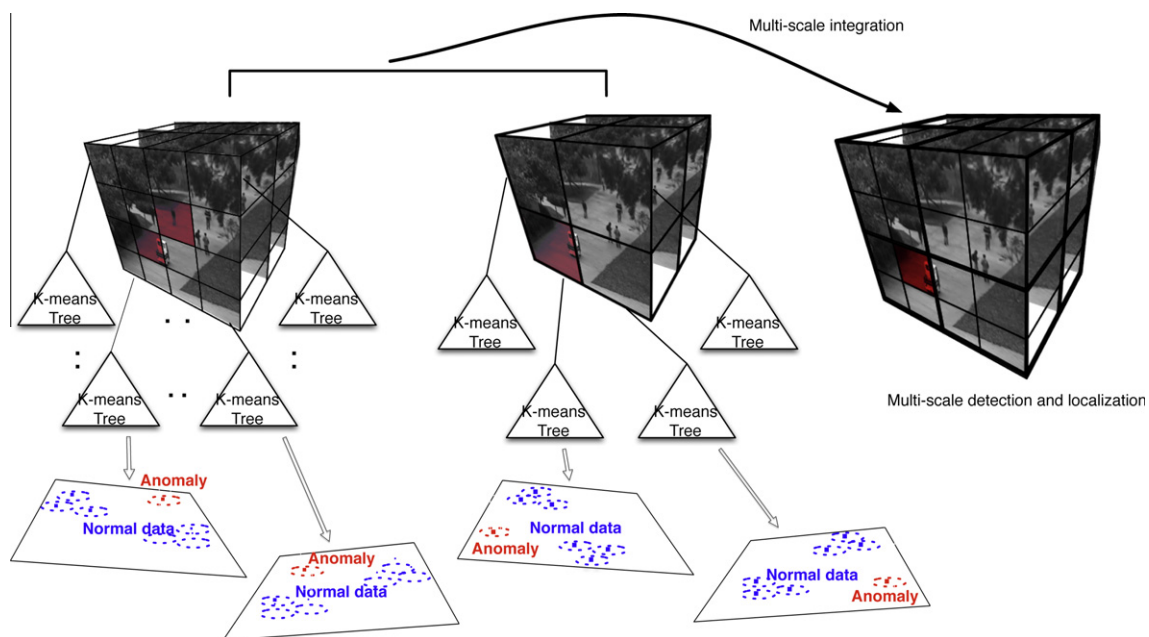 Multi-scale integration
K-means
Tree
K-means
Tree
K-means
Tree
K-means
Tree
K-means
Tree
K-means
Tree
K-means
Tree
K-means
Tree
Multi-scale detection and localization
Anomaly
Normal data
Anomaly
Normal data
Normal data
Anomaly
Normal data
Anomaly